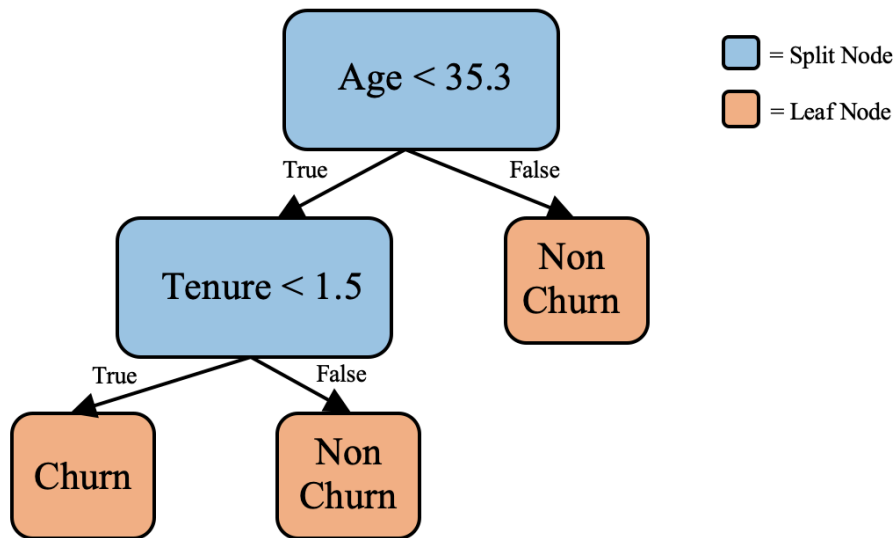 Age < 35.3
= Split Node
= Leaf Node
True
False
Tenure < 1.5
Non
Churn
True
False
Churn
Non
Churn